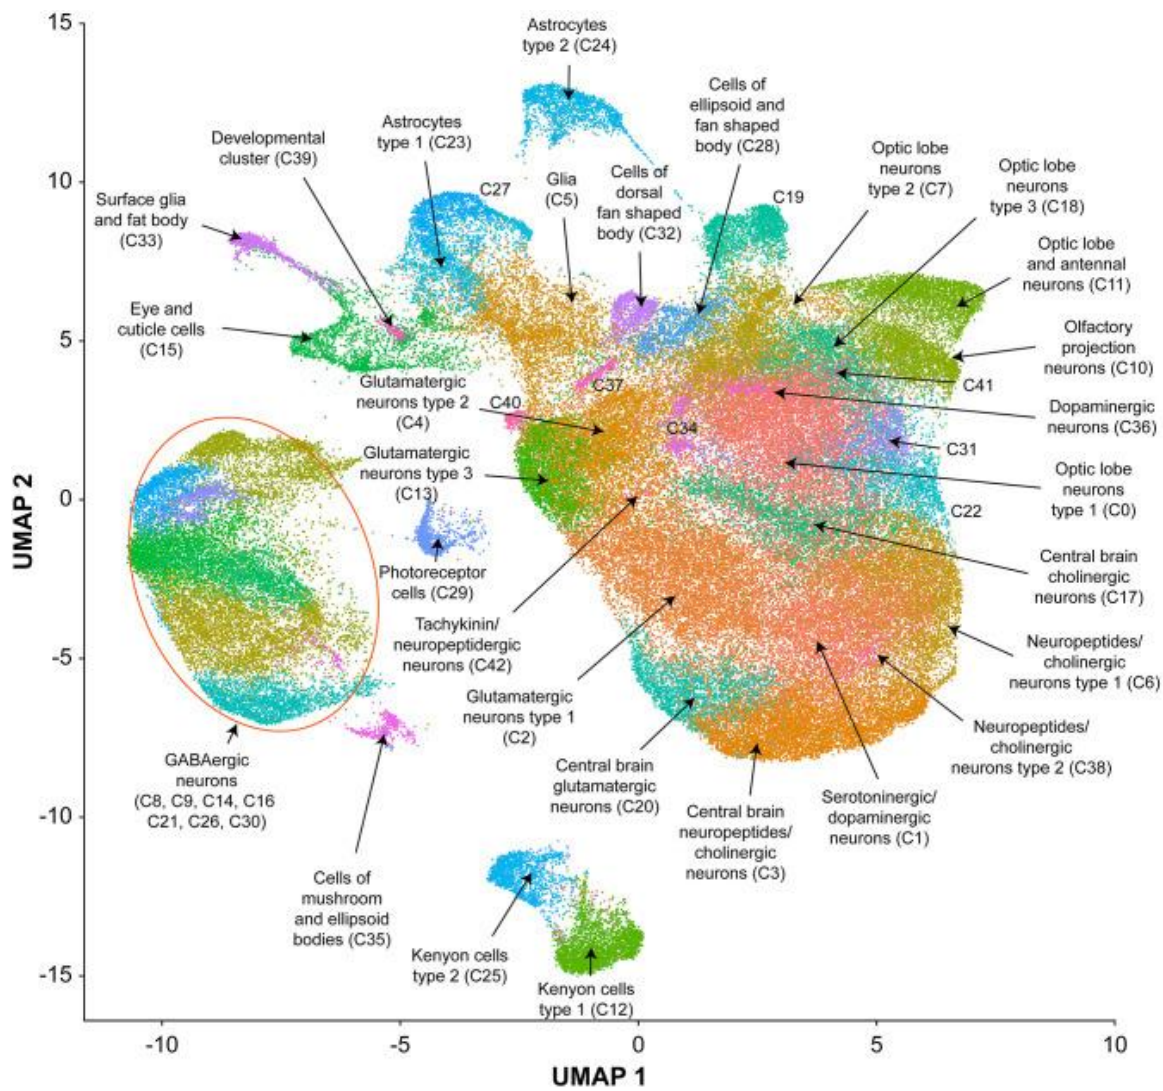 15
10
5
0
-5
-10
-15
UMAP 2
-10
-5
0
5
10
UMAP 1
Astrocytes
type 2 (C24)
Cells of
ellipsoid and
fan shaped
body (C28)
Astrocytes
type 1 (C23)
Developmental
cluster (C39)
Optic lobe
neurons
type 2 (C7)
Optic lobe
neurons
type 3 (C18)
Glia
(C5)
Cells of
dorsal
fan shaped
body (C32)
C27
C19
Surface glia
and fat body
(C33)
Optic lobe
and antennal
neurons (C11)
Eye and
cuticle cells
(C15)
Olfactory
projection
neurons (C10)
C37
C41
Glutamatergic
neurons type 2
(C4)
C40
C34
Dopaminergic
neurons (C36)
C31
Glutamatergic
neurons type 3
(C13)
Optic lobe
neurons
type 1 (C0)
C22
Photoreceptor
cells (C29)
Central brain
cholinergic
neurons (C17)
Tachykinin/
neuropeptidergic
neurons (C42)
Neuropeptides/
cholinergic
neurons type 1 (C6)
Glutamatergic
neurons type 1
(C2)
Neuropeptides/
cholinergic
neurons type 2 (C38)
GABAergic
neurons
(C8, C9, C14, C16
C21, C26, C30)
Central brain
glutamatergic
neurons (C20)
Central brain
neuropeptides/
cholinergic
neurons (C3)
Serotoninergic/
dopaminergic
neurons (C1)
Cells of
mushroom
and ellipsoid
bodies (C35)
Kenyon cells
type 2 (C25)
Kenyon cells
type 1 (C12)